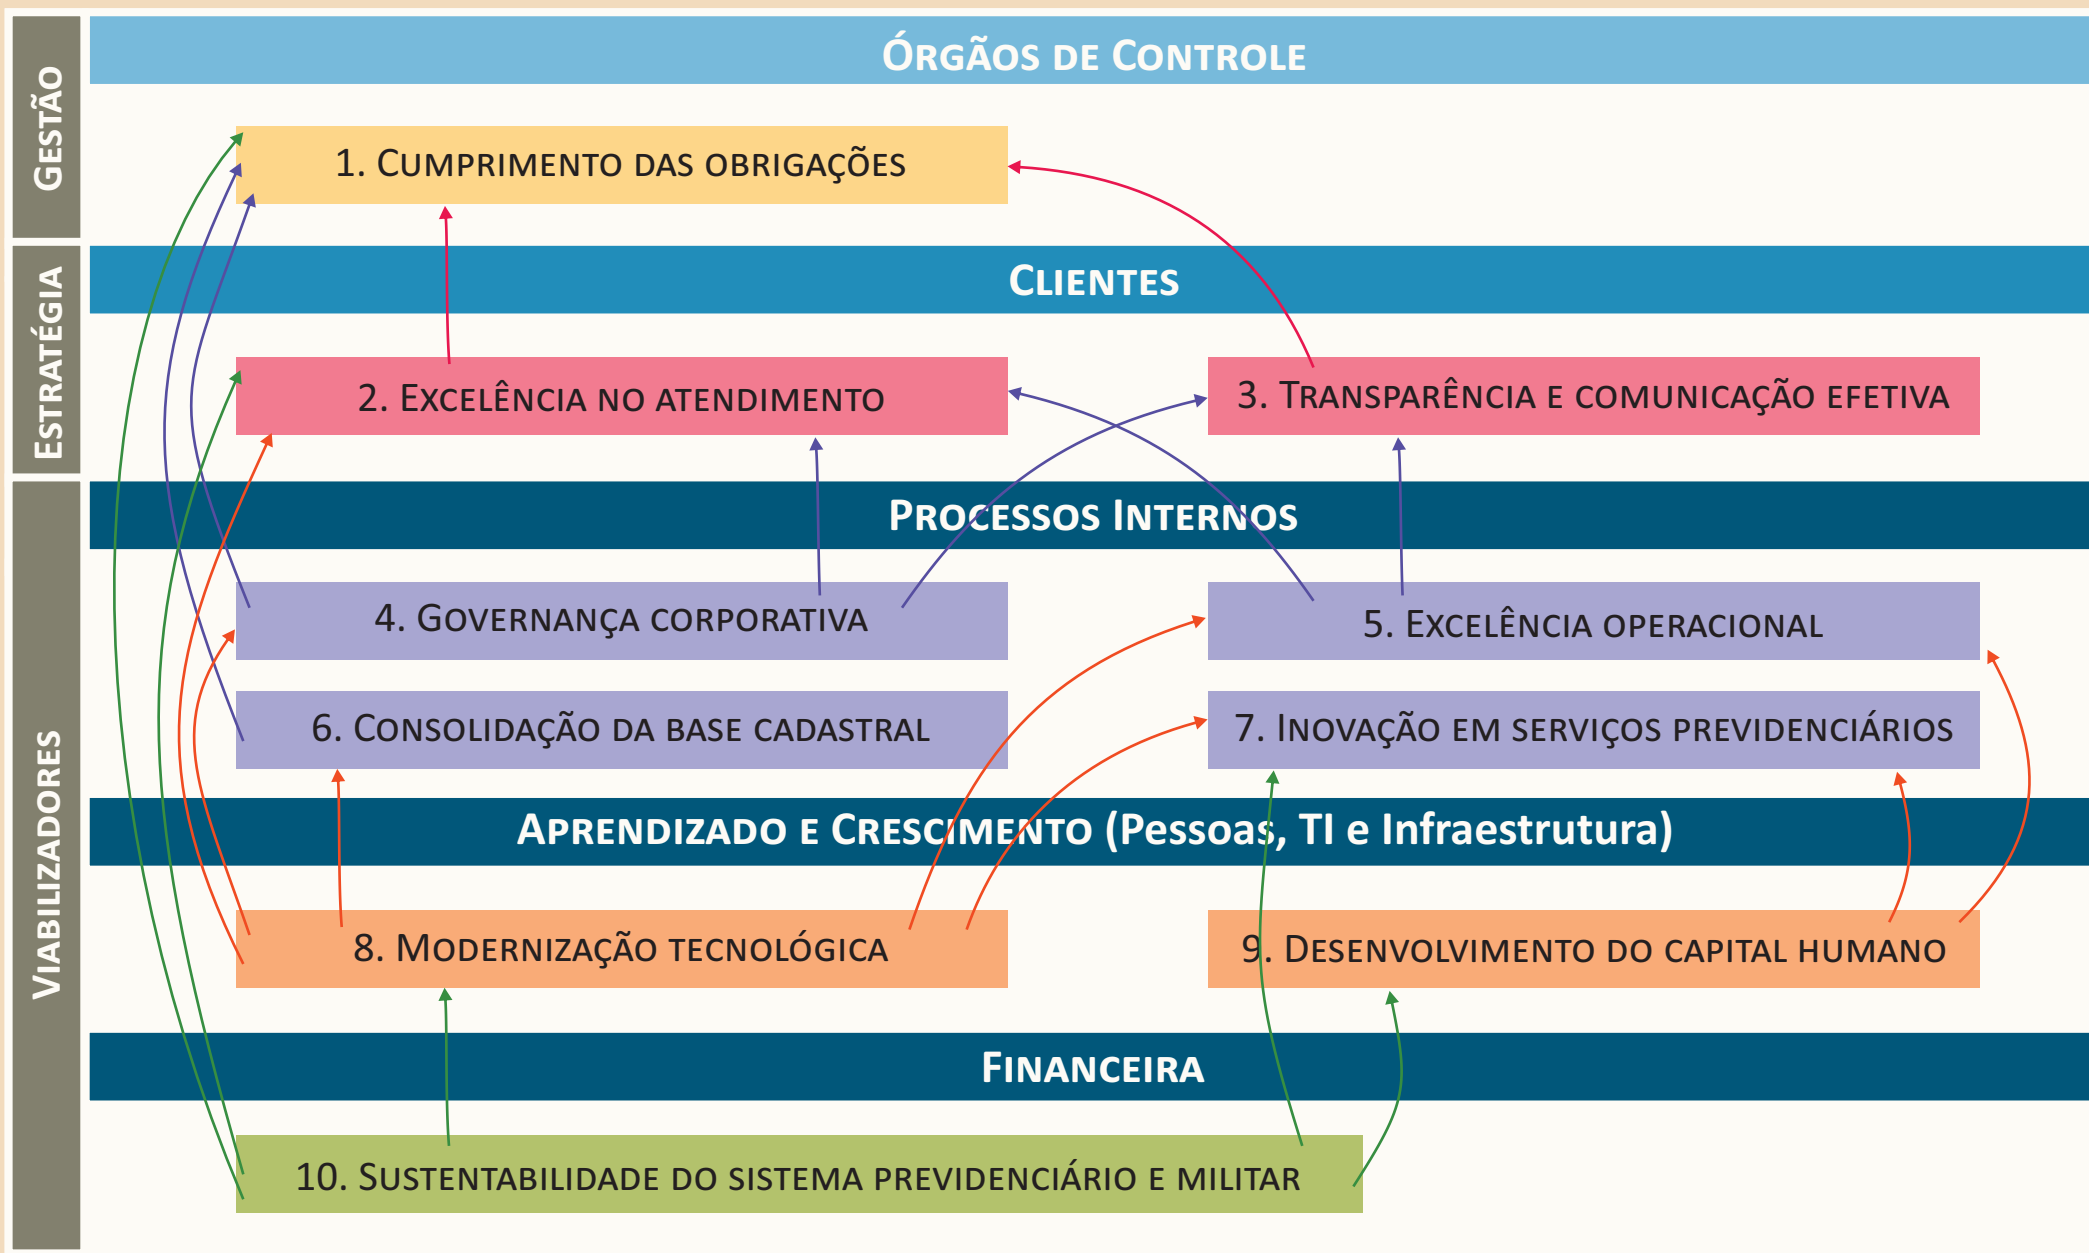 GESTÃO
ÓRGÃOS DE CONTROLE
1. CUMPRIMENTO DAS OBRIGAÇÕES
ESTRATÉGIA
CLIENTES
2. EXCELÊNCIA NO ATENDIMENTO
3. TRANSPARÊNCIA E COMUNICAÇÃO EFETIVA
VIABILIZADORES
PROCESSOS INTERNOS
4. GOVERNANÇA CORPORATIVA
5. EXCELÊNCIA OPERACIONAL
6. CONSOLIDAÇÃO DA BASE CADASTRAL
7. INOVAÇÃO EM SERVIÇOS PREVIDENCIÁRIOS
APRENDIZADO E CRESCIMENTO (Pessoas, TI e Infraestrutura)
8. MODERNIZAÇÃO TECNOLÓGICA
9. DESENVOLVIMENTO DO CAPITAL HUMANO
FINANCEIRA
10. SUSTENTABILIDADE DO SISTEMA PREVIDENCIÁRIO E MILITAR